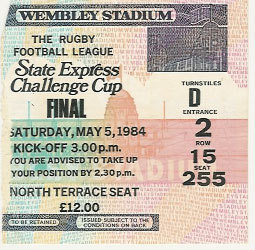 WEMBLEY STADIUM
THE RUGBY
FOOTBALL LEAGUE
State Express
Challenge Cup
FINAL
SATURDAY, MAY 5, 1984
KICK-OFF 3.00 p.m.
YOU ARE ADVISED TO TAKE UP
YOUR POSITION BY 2.30 p.m.
NORTH TERRACE SEAT
£12.00
TURNSTILES
D
ENTRANCE
2
ROW
15
SEAT
255
TO BE RETAINED
ISSUED SUBJECT TO THE
CONDITIONS ON BACK